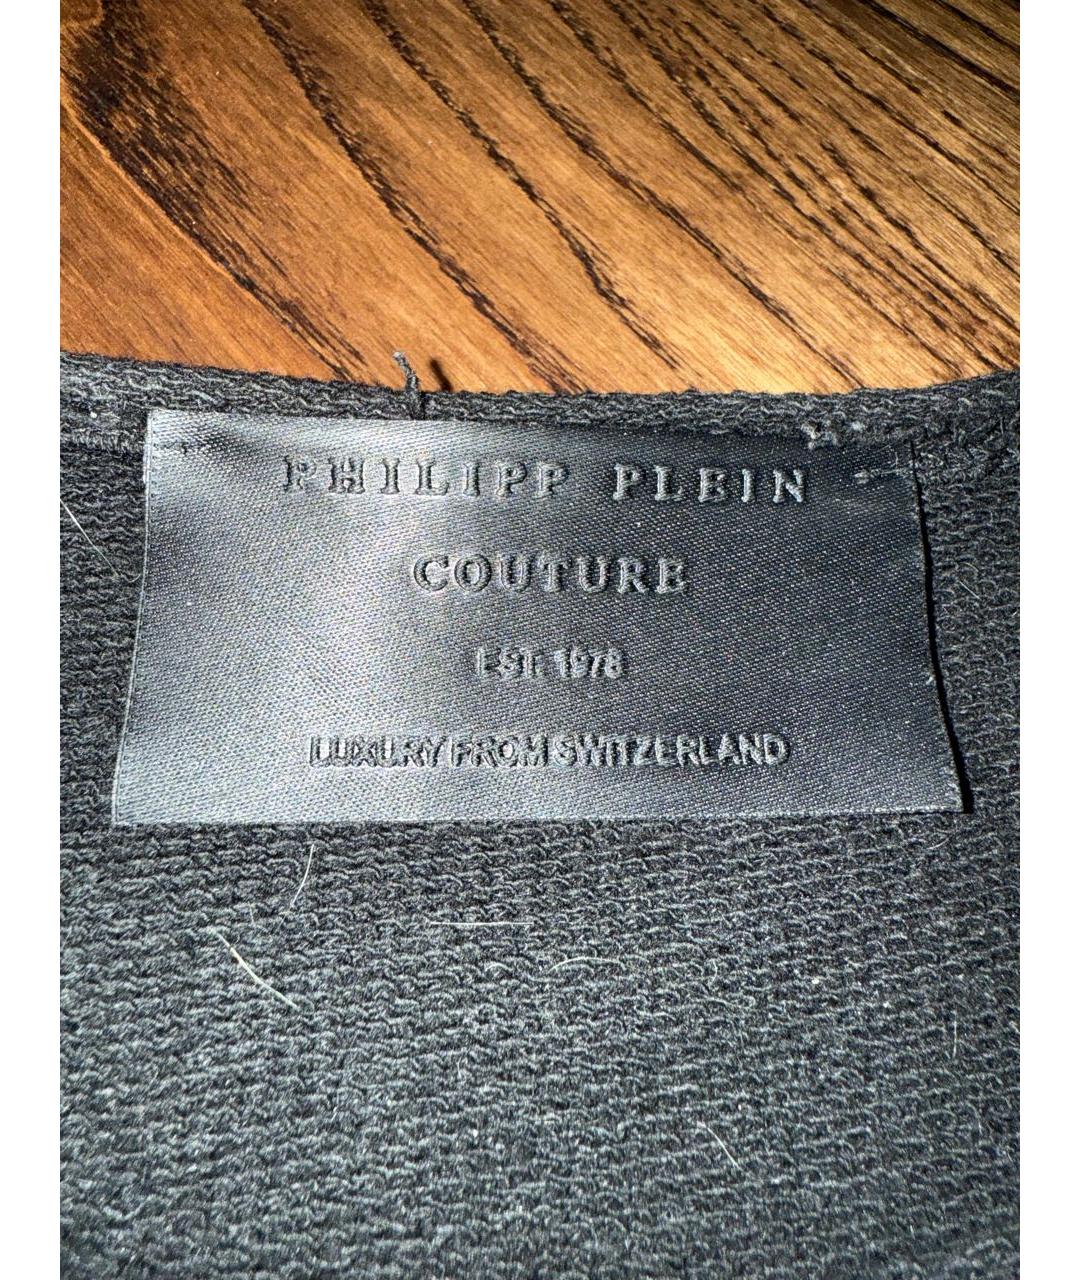 PHILIPP PLEIN
COUTURE
EST. 1978
LUXURY FROM SWITZERLAND